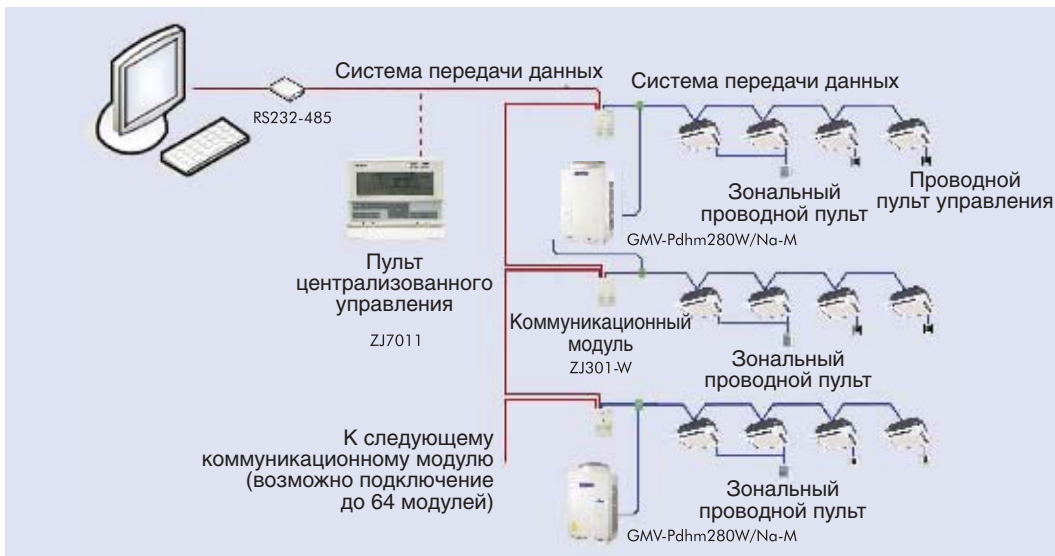 Система передачи данных
Система передачи данных
RS232-485
Зональный
проводной пульт
Проводной
пульт управления
GMV-Pdhm280W/Na-M
Пульт
централизованного
управления
ZJ7011
Коммуникационный
модуль
ZJ301-W
Зональный
проводной пульт
К следующему
коммуникационному модулю
(возможно подключение
до 64 модулей)
Зональный
проводной пульт
GMV-Pdhm280W/Na-M